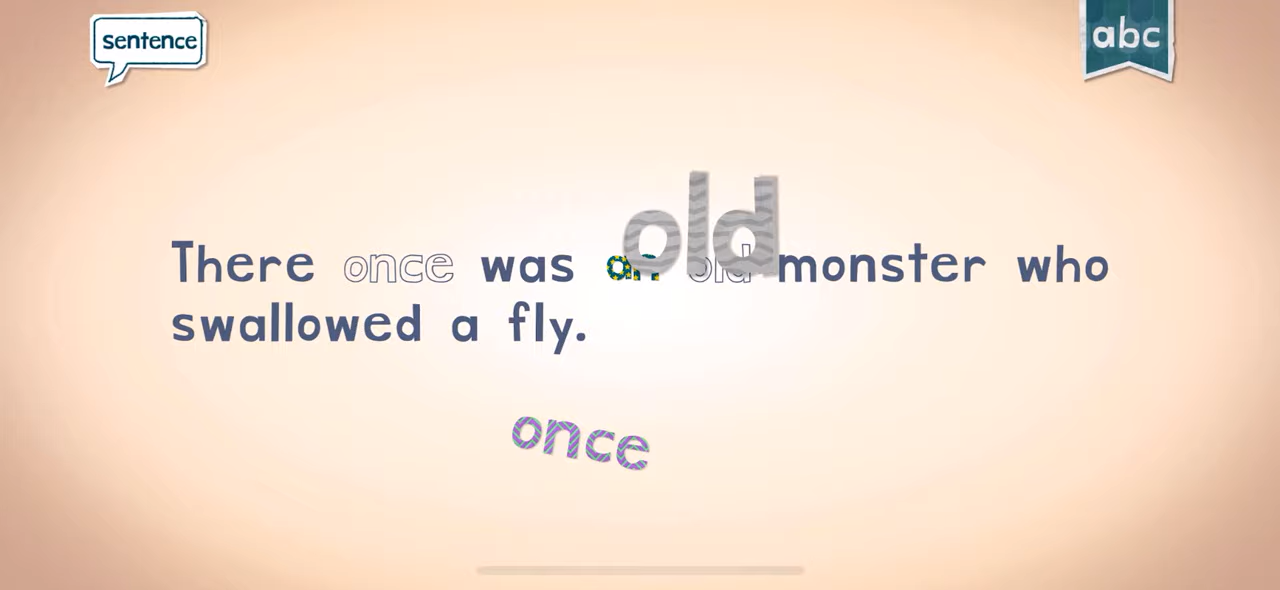 sentence
abc
old
There once was an old monster who
swallowed a fly.
once